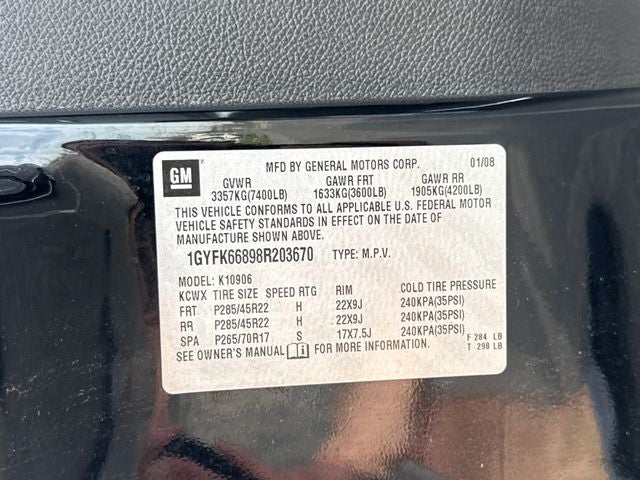 GM
MFD BY GENERAL MOTORS CORP. 01/08
GVWR GAWR FRT GAWR RR
3357KG(7400LB) 1633KG(3600LB) 1905KG(4200LB)
THIS VEHICLE CONFORMS TO ALL APPLICABLE U.S. FEDERAL MOTOR
VEHICLE SAFETY STANDARDS IN EFFECT ON THE DATE OF
MANUFACTURE SHOWN ABOVE.
1GYFK66898R203670 TYPE: M.P.V.
MODEL: K10906
KCWX TIRE SIZE SPEED RTG RIM COLD TIRE PRESSURE
FRT P285/45R22 H 22X9J 240KPA(35PSI)
RR P285/45R22 H 22X9J 240KPA(35PSI)
SPA P265/70R17 S 17X7.5J 240KPA(35PSI)
SEE OWNER'S MANUAL FOR MORE INFORMATION.
F 284 LB
T 298 LB